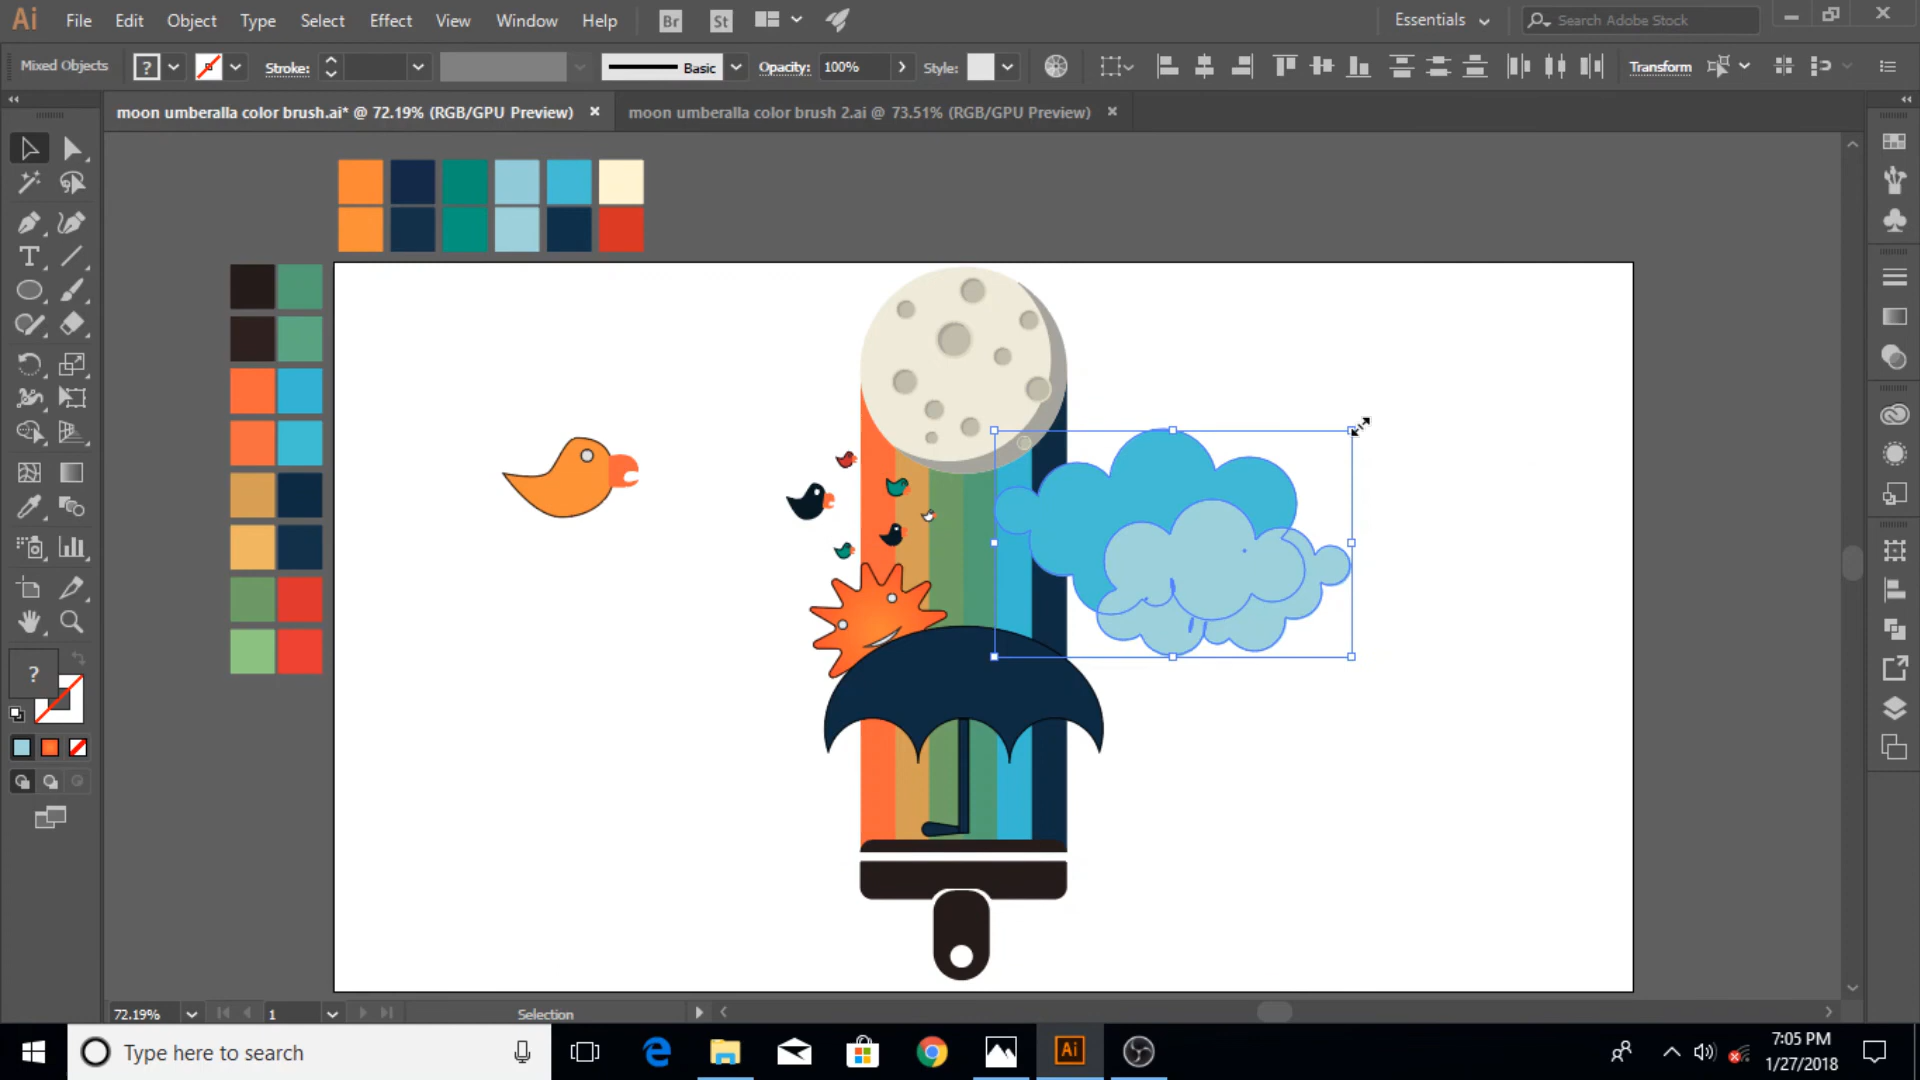 Ai File Edit Object Type Select Effect View Window Help Br St Essentials Search Adobe Stock
Mixed Objects ? Stroke: Basic Opacity: 100% Style: Transform
moon umberalla color brush.ai* @ 72.19% (RGB/GPU Preview) moon umberalla color brush 2.ai @ 73.51% (RGB/GPU Preview)
T
?
72.19% 1 Selection
Type here to search Ai 7:05 PM
1/27/2018